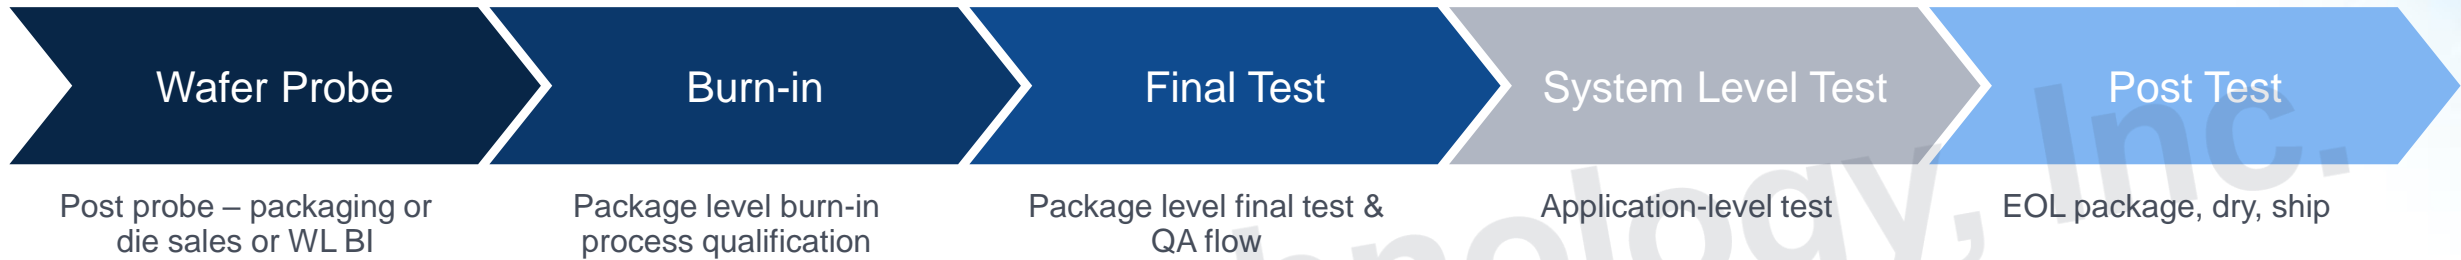 Wafer Probe
Burn-in
Final Test
System Level Test
Post Test
Post probe – packaging or
die sales or WL BI
Package level burn-in
process qualification
Package level final test &
QA flow
Application-level test
EOL package, dry, ship
Inc.